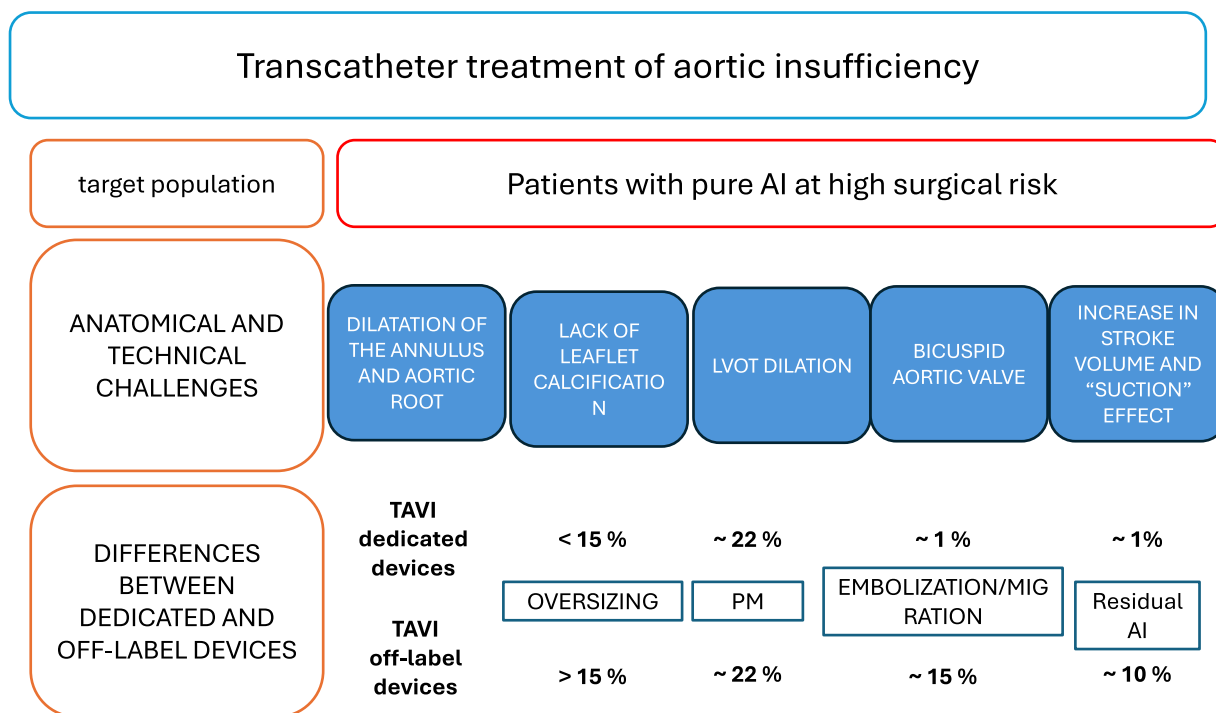 Transcatheter treatment of aortic insufficiency
target population
Patients with pure AI at high surgical risk
ANATOMICAL AND
TECHNICAL
CHALLENGES
DILATATION OF
THE ANNULUS
AND AORTIC
ROOT
LACK OF
LEAFLET
CALCIFICATIO
N
LVOT DILATION
BICUSPID
AORTIC VALVE
INCREASE IN
STROKE
VOLUME AND
“SUCTION”
EFFECT
DIFFERENCES
BETWEEN
DEDICATED AND
OFF-LABEL DEVICES
TAVI
dedicated
devices
< 15 %
~ 22 %
~ 1 %
~ 1%
OVERSIZING
PM
EMBOLIZATION/MIG
RATION
Residual
AI
TAVI
off-label
devices
> 15 %
~ 22 %
~ 15 %
~ 10 %